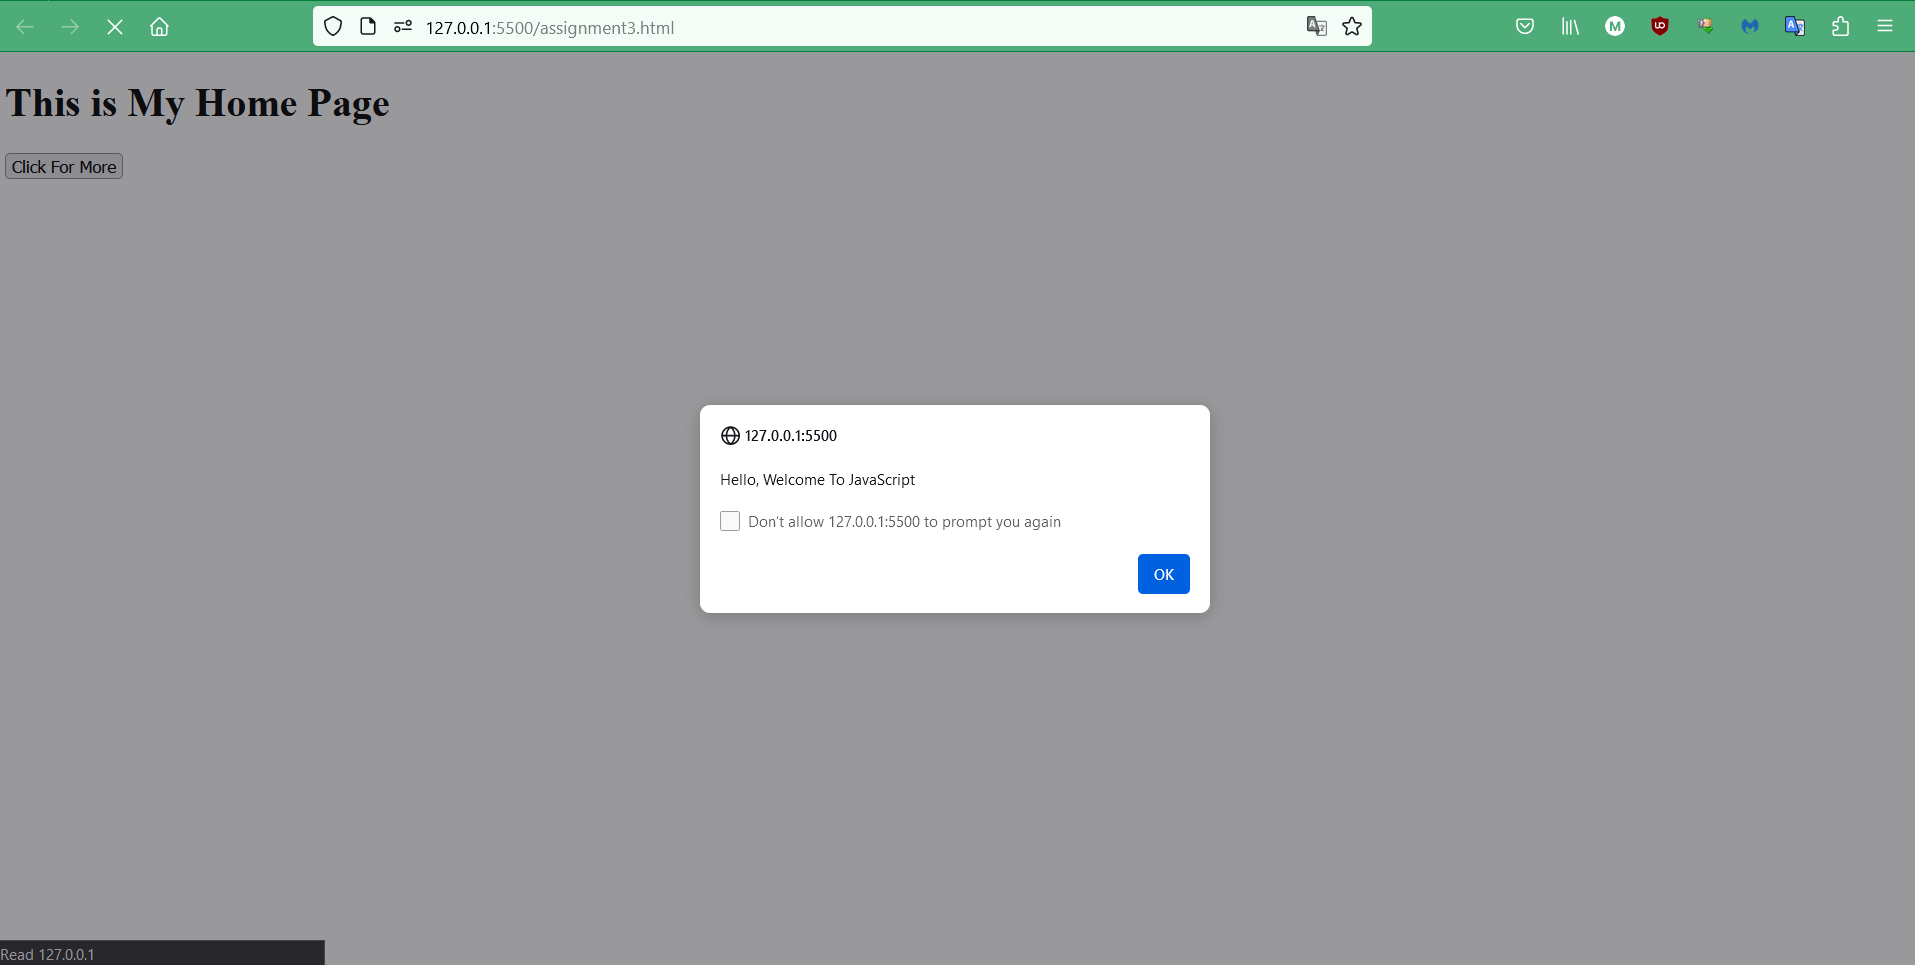 127.0.0.1:5500/assignment3.html
This is My Home Page
Click For More
127.0.0.1:5500
Hello, Welcome To JavaScript
Don't allow 127.0.0.1:5500 to prompt you again
OK
Read 127.0.0.1